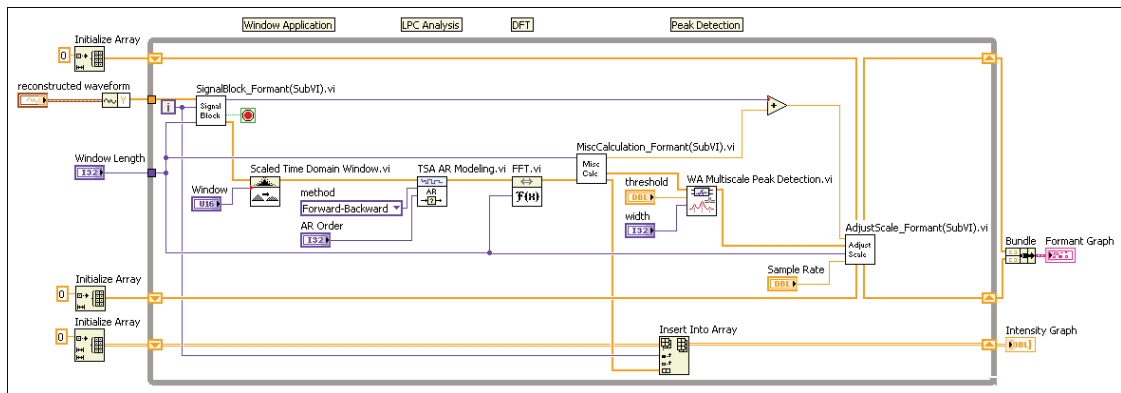 Window Application
LPC Analysis
DFT
Peak Detection
Initialize Array
0
reconstructed waveform
Y
SignalBlock_Formant(SubVI).vi
i
Signal
Block
+
MiscCalculation_Formant(SubVI).vi
Misc
Calc
Window Length
I32
Scaled Time Domain Window.vi
TSA AR Modeling.vi
FFT.vi
Window
U16
method
Forward-Backward
AR
F(x)
AR Order
I32
threshold
DBL
WA Multiscale Peak Detection.vi
width
I32
AdjustScale_Formant(SubVI).vi
Adjust
Scale
Bundle
Formant Graph
Sample Rate
DBL
Initialize Array
0
Initialize Array
0
Insert Into Array
Intensity Graph
DBL